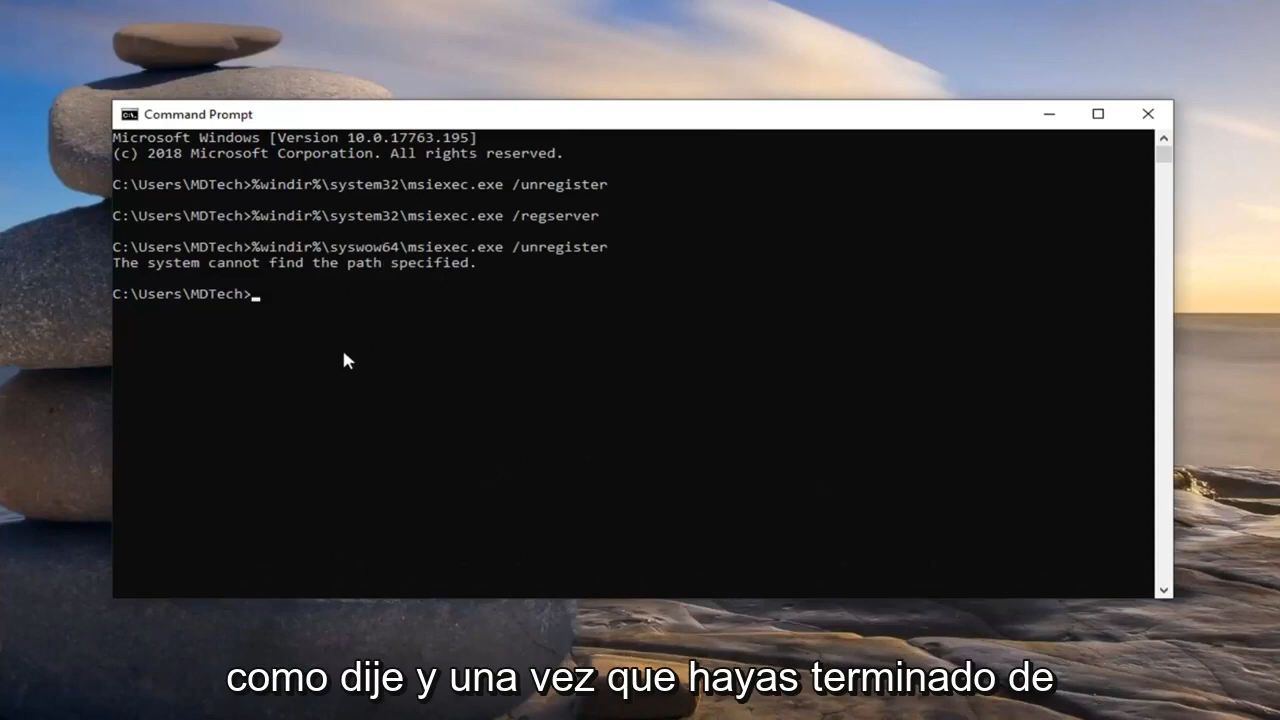 Command Prompt
Microsoft Windows [Version 10.0.17763.195]
(c) 2018 Microsoft Corporation. All rights reserved.
C:\Users\MDTech>%windir%\system32\msiexec.exe /unregister
C:\Users\MDTech>%windir%\system32\msiexec.exe /regserver
C:\Users\MDTech>%windir%\syswow64\msiexec.exe /unregister
The system cannot find the path specified.
C:\Users\MDTech>
como dije y una vez que hayas terminado de